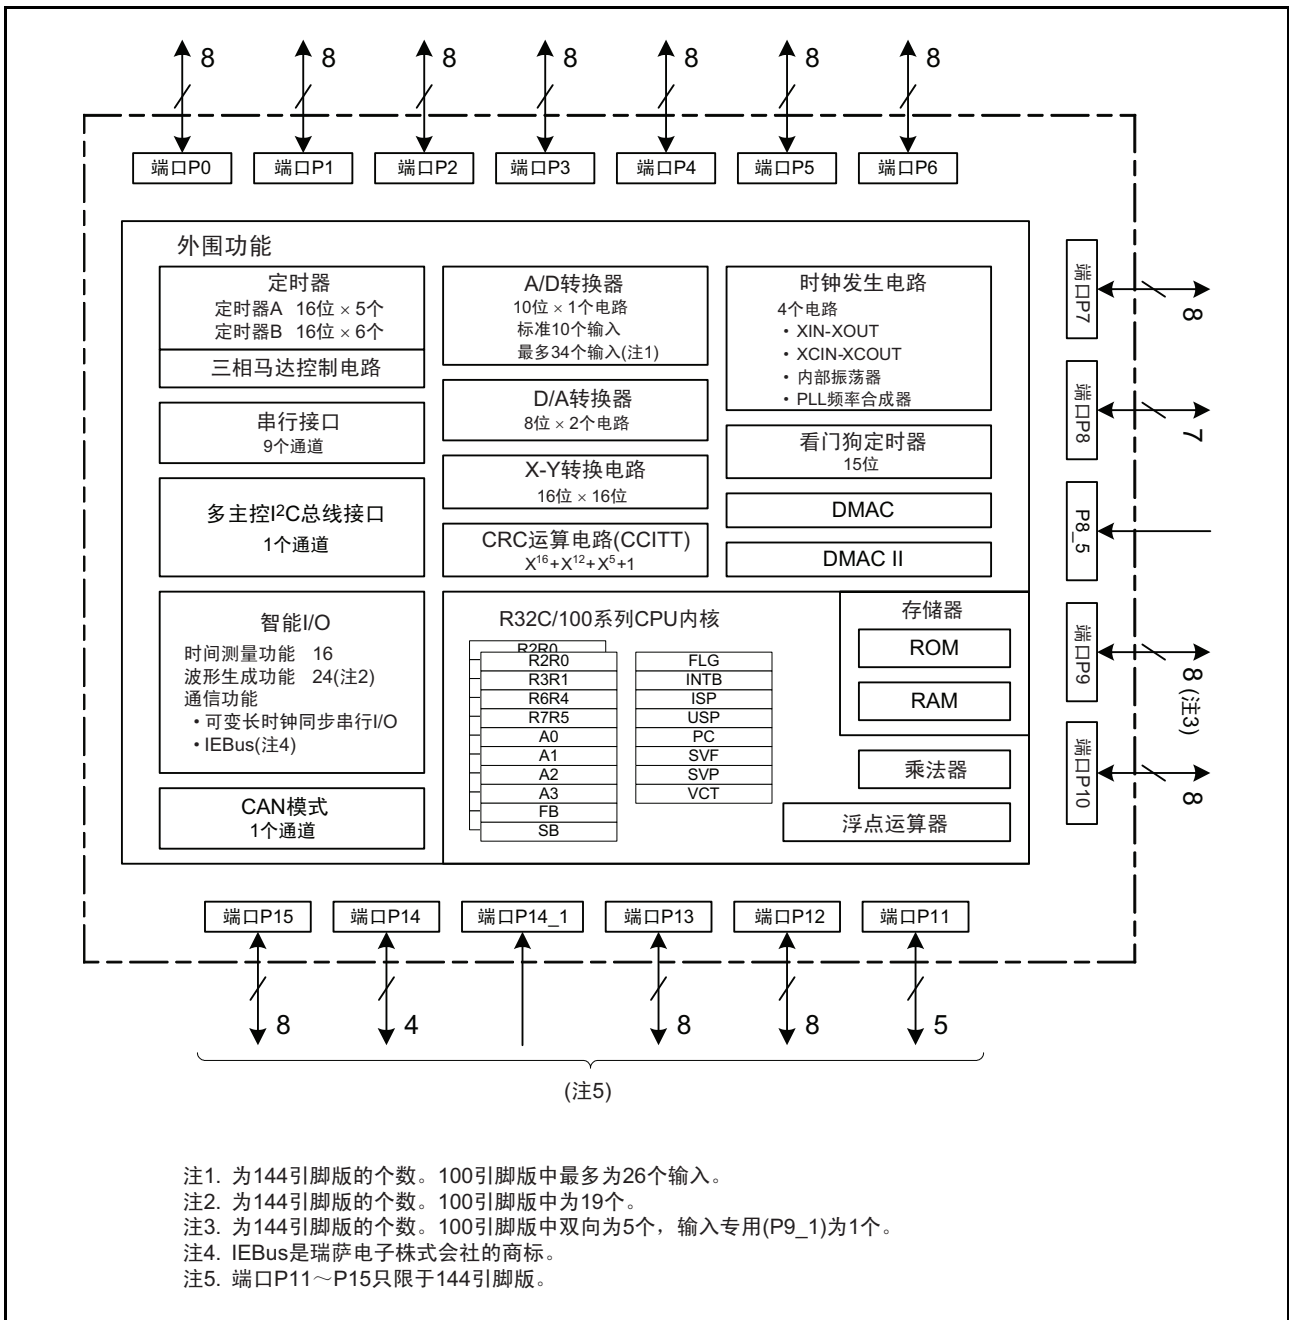 8
8
8
8
8
8
8
端口P0
端口P1
端口P2
端口P3
端口P4
端口P5
端口P6
外围功能
定时器
定时器A 16位 × 5个
定时器B 16位 × 6个
三相马达控制电路
串行接口
9个通道
多主控I²C总线接口
1个通道
智能I/O
时间测量功能 16
波形生成功能 24(注2)
通信功能
• 可变长时钟同步串行I/O
• IEBus(注4)
CAN模式
1个通道
A/D转换器
10位 × 1个电路
标准10个输入
最多34个输入(注1)
D/A转换器
8位 × 2个电路
X-Y转换电路
16位 × 16位
CRC运算电路(CCITT)
X¹⁶+X¹²+X⁵+1
时钟发生电路
4个电路
• XIN-XOUT
• XCIN-XCOUT
• 内部振荡器
• PLL频率合成器
看门狗定时器
15位
DMAC
DMAC II
R32C/100系列CPU内核
R2R0
R2R0
R3R1
R6R4
R7R5
A0
A1
A2
A3
FB
SB
FLG
INTB
ISP
USP
PC
SVF
SVP
VCT
存储器
ROM
RAM
乘法器
浮点运算器
端口P7
8
端口P8
7
P8_5
端口P9
8 (注3)
端口P10
8
端口P15
端口P14
端口P14_1
端口P13
端口P12
端口P11
8
4
8
8
5
(注5)
注1. 为144引脚版的个数。100引脚版中最多为26个输入。
注2. 为144引脚版的个数。100引脚版中为19个。
注3. 为144引脚版的个数。100引脚版中双向为5个，输入专用(P9_1)为1个。
注4. IEBus是瑞萨电子株式会社的商标。
注5. 端口P11～P15只限于144引脚版。